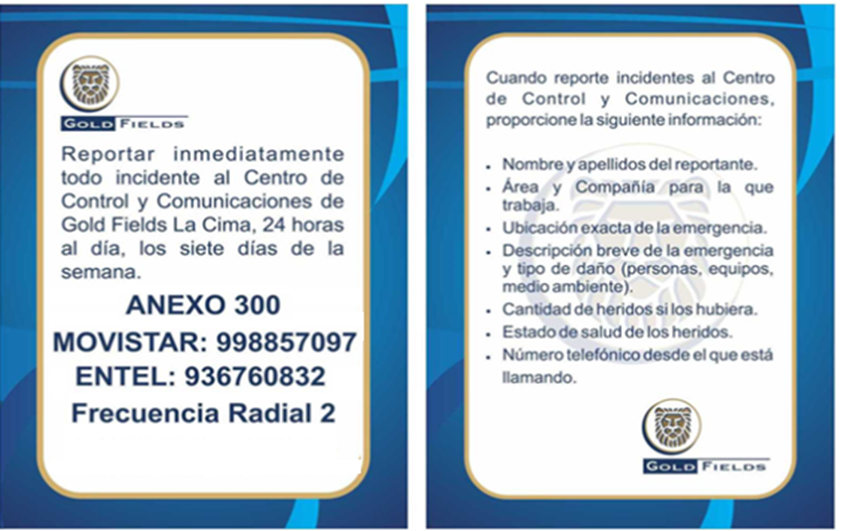 GOLD FIELDS
Reportar inmediatamente
todo incidente al Centro de
Control y Comunicaciones de
Gold Fields La Cima, 24 horas
al día, los siete días de la
semana.
ANEXO 300
MOVISTAR: 998857097
ENTEL: 936760832
Frecuencia Radial 2
Cuando reporte incidentes al Centro
de Control y Comunicaciones,
proporcione la siguiente información:
• Nombre y apellidos del reportante.
• Área y Compañía para la que
trabaja.
• Ubicación exacta de la emergencia.
• Descripción breve de la emergencia
y tipo de daño (personas, equipos,
medio ambiente).
• Cantidad de heridos si los hubiera.
• Estado de salud de los heridos.
• Número telefónico desde el que está
llamando.
GOLD FIELDS